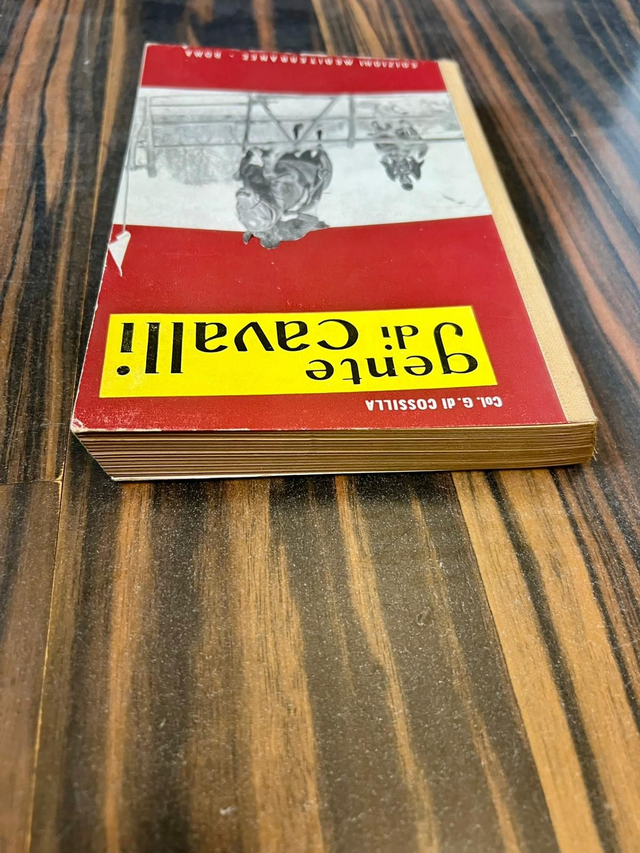 Col. G. di COSSILLA
gente
di Cavalli
EDIZIONI MEDITERRANEE - ROMA